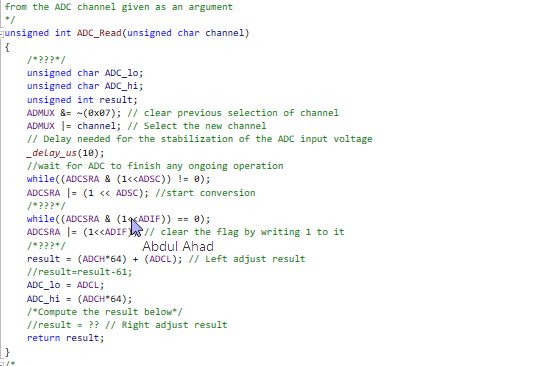 from the ADC channel given as an argument
*/
unsigned int ADC_Read(unsigned char channel)
{
/*???*/
unsigned char ADC_lo;
unsigned char ADC_hi;
unsigned int result;
ADMUX &= ~(0x07); // clear previous selection of channel
ADMUX |= channel; // Select the new channel
// Delay needed for the stabilization of the ADC input voltage
_delay_us(10);
//wait for ADC to finish any ongoing operation
while((ADCSRA & (1<<ADSC)) != 0);
ADCSRA |= (1 << ADSC); //start conversion
/*???*/
while((ADCSRA & (1<<ADIF)) == 0);
ADCSRA |= (1<<ADIF); // clear the flag by writing 1 to it
/*???*/
Abdul Ahad
result = (ADCH*64) + (ADCL); // Left adjust result
//result=result-61;
ADC_lo = ADCL;
ADC_hi = (ADCH*64);
/*Compute the result below*/
//result = ?? // Right adjust result
return result;
}
/*